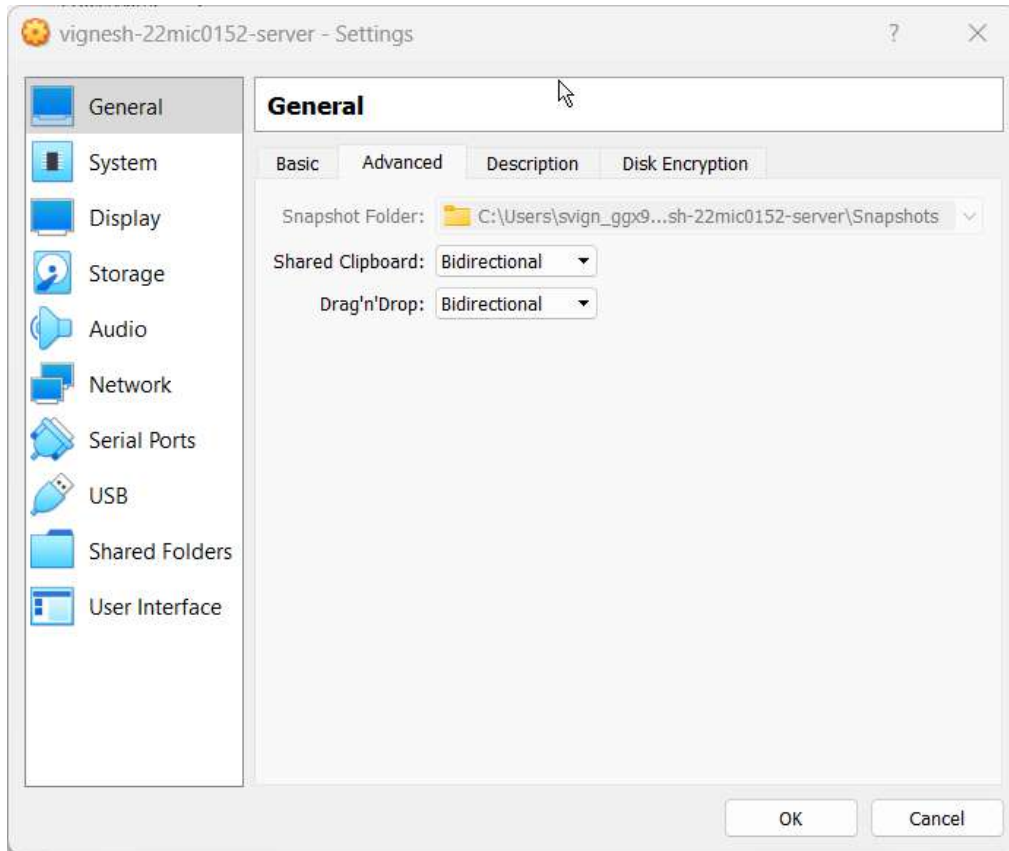 vignesh-22mic0152-server - Settings
?
General
System
Display
Storage
Audio
Network
Serial Ports
USB
Shared Folders
User Interface
General
Basic Advanced Description Disk Encryption
Snapshot Folder: C:\Users\svign_ggx9...sh-22mic0152-server\Snapshots
Shared Clipboard: Bidirectional
Drag'n'Drop: Bidirectional
OK Cancel